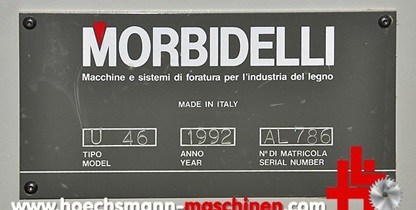 MORBIDELLI
Macchine e sistemi di foratura per l'industria del legno
MADE IN ITALY
U 46 1992 AL 786
TIPO ANNO N° DI MATRICOLA
MODEL YEAR SERIAL NUMBER
www.hoechsmann-maschinen.com